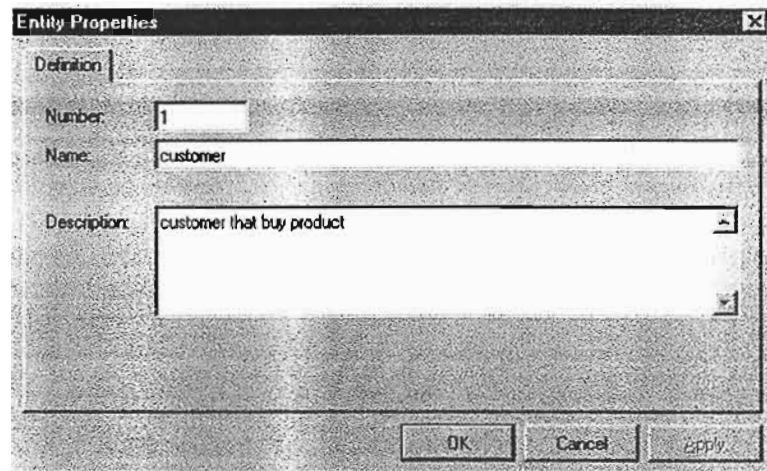 Entity Properties
Definition
Number: 1
Name: customer
Description: customer that buy product
OK Cancel Apply